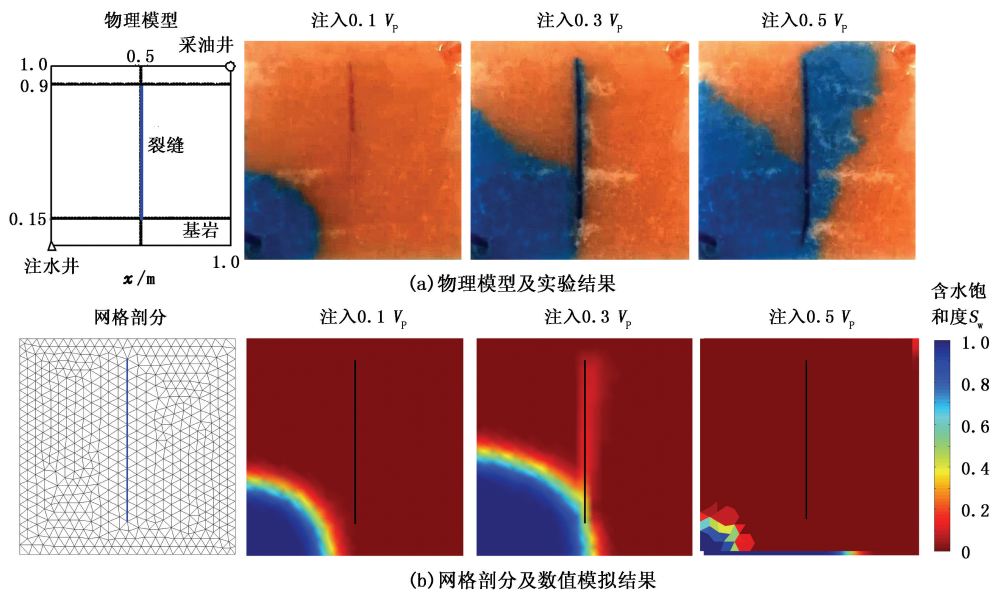 物理模型
注入0.1 VP
注入0.3 VP
注入0.5 VP
采油井
0.5
1.0
0.9
裂缝
0.15
基岩
注水井
1.0
x/m
(a)物理模型及实验结果
网格剖分
注入0.1 VP
注入0.3 VP
注入0.5 VP
含水饱
和度Sw
1.0
0.8
0.6
0.4
0.2
0
(b)网格剖分及数值模拟结果